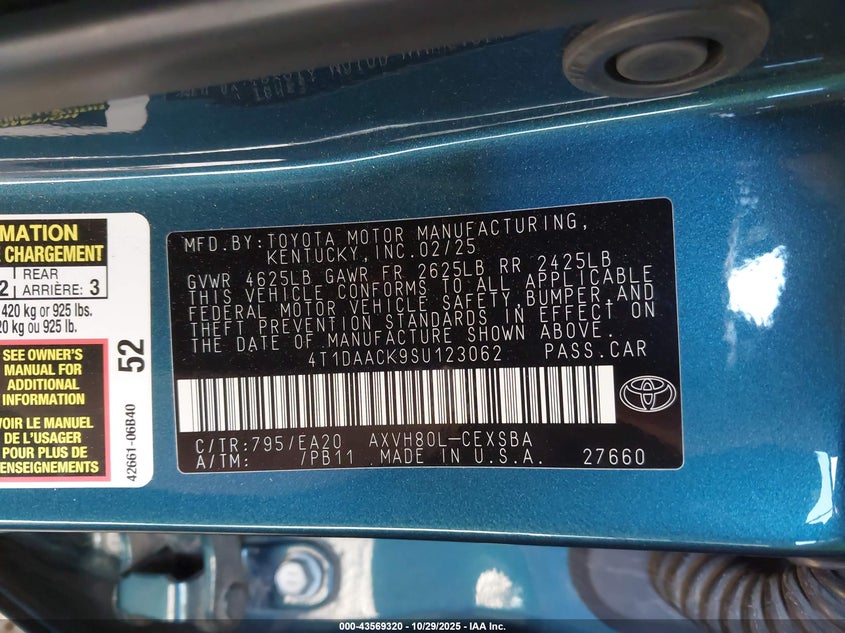 MATION
E CHARGEMENT
2 REAR ARRIÈRE: 3
420 kg or 925 lbs.
20 kg ou 925 lb.
SEE OWNER'S
MANUAL FOR
ADDITIONAL
INFORMATION
VOIR LE MANUEL
DE L'USAGER
POUR PLUS DE
RENSEIGNEMENTS
52
42661-06B40
MFD.BY:TOYOTA MOTOR MANUFACTURING,
KENTUCKY, INC.02/25
GVWR 4625LB GAWR FR 2625LB RR 2425LB
THIS VEHICLE CONFORMS TO ALL APPLICABLE
FEDERAL MOTOR VEHICLE SAFETY,BUMPER,AND
THEFT PREVENTION STANDARDS IN EFFECT ON
THE DATE OF MANUFACTURE SHOWN ABOVE.
4T1DAACK9SU123062 PASS.CAR
C/TR:795/EA20 AXVH80L-CEXSBA
A/TM: /PB11 MADE IN U.S.A. 27660
000-43569320 | 10/29/2025 - IAA Inc.